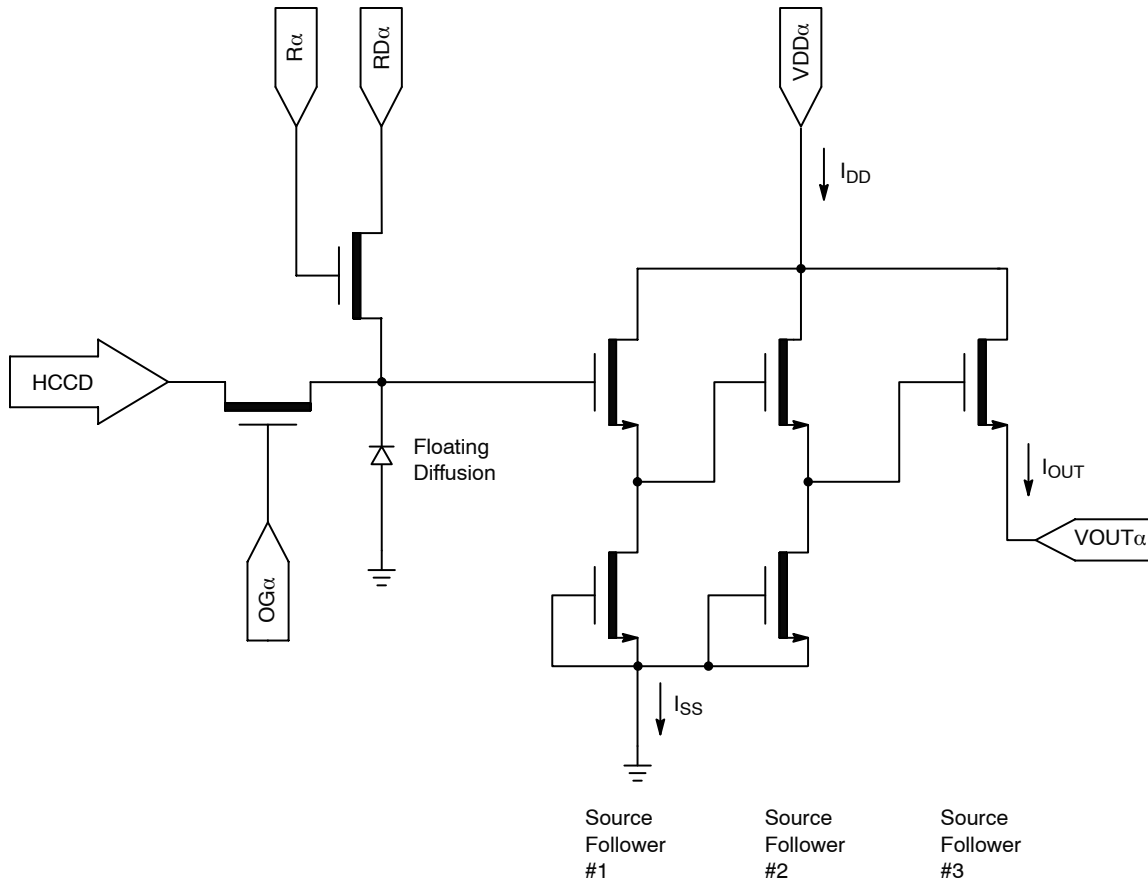 Rα
RDα
VDDα
IDD
HCCD
Floating
Diffusion
IOUT
VOUTα
OGα
ISS
Source
Follower
#1
Source
Follower
#2
Source
Follower
#3